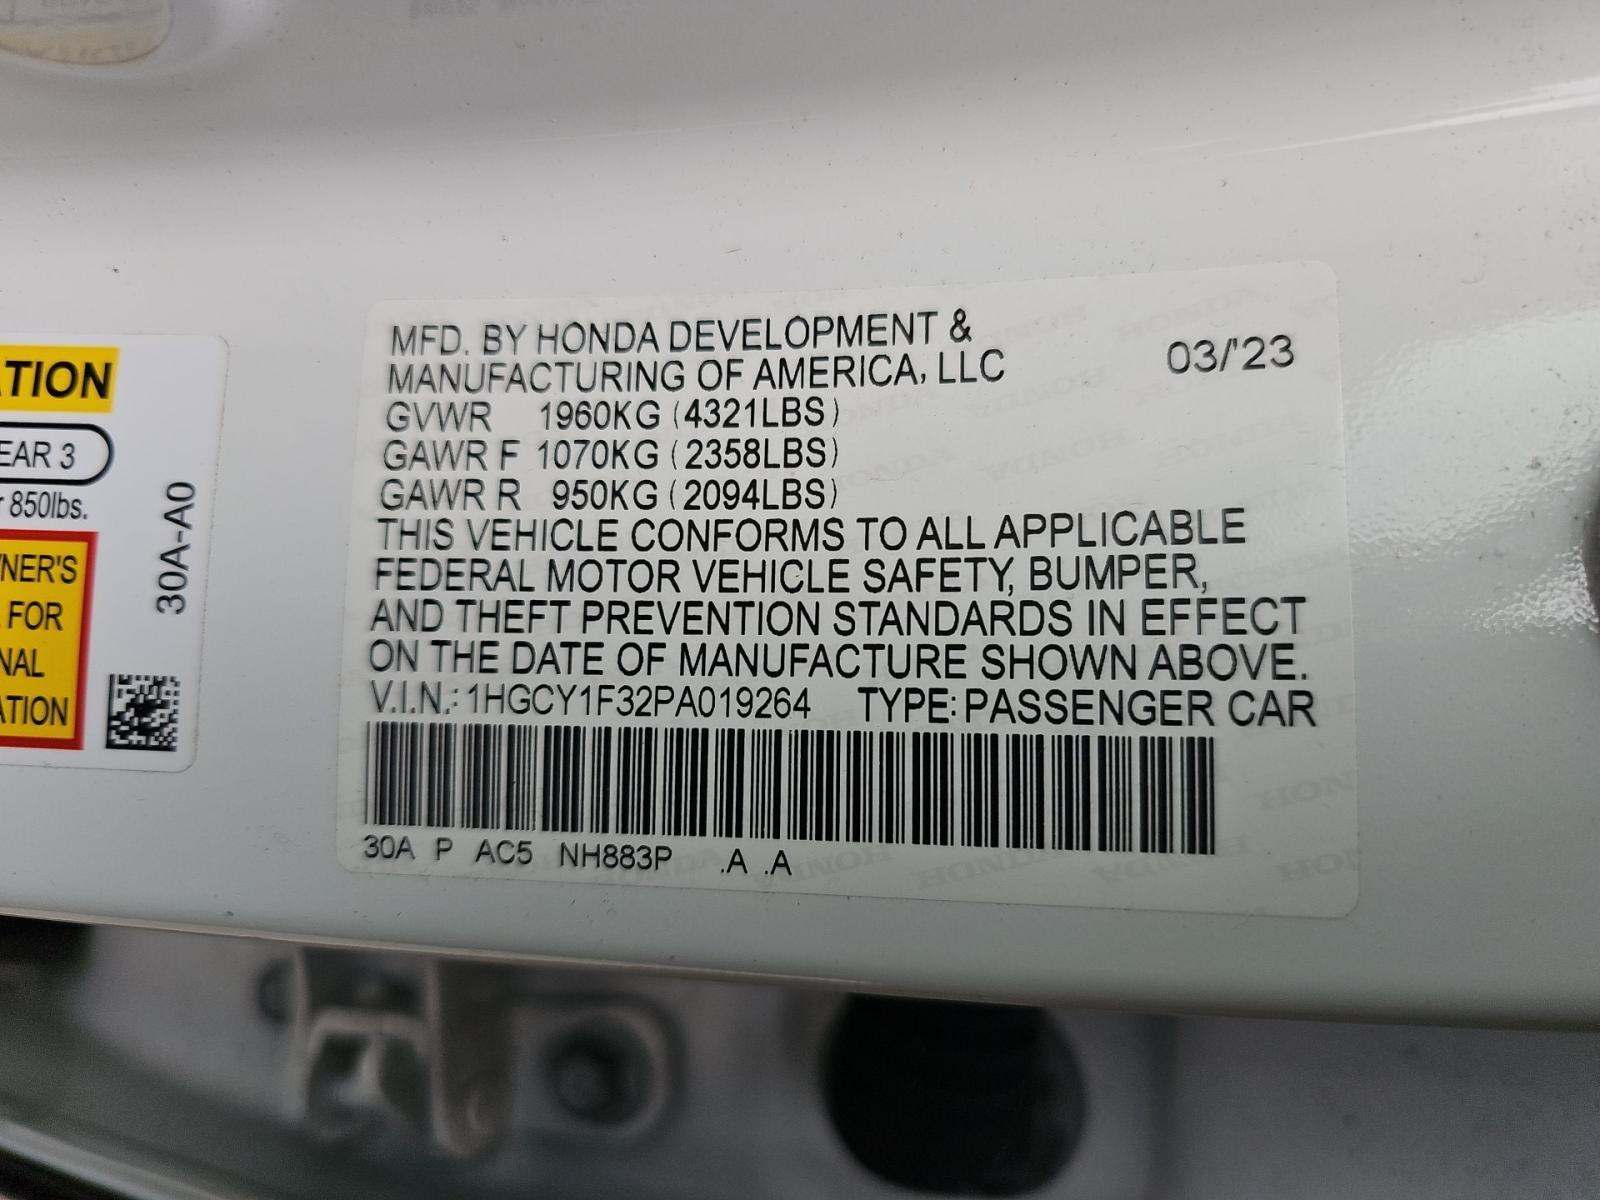 ATION
EAR 3
850lbs.
NER'S
FOR
NAL
ATION
30A-A0
MFD. BY HONDA DEVELOPMENT &
MANUFACTURING OF AMERICA, LLC
03/'23
GVWR 1960KG (4321LBS)
GAWR F 1070KG (2358LBS)
GAWR R 950KG (2094LBS)
THIS VEHICLE CONFORMS TO ALL APPLICABLE
FEDERAL MOTOR VEHICLE SAFETY, BUMPER,
AND THEFT PREVENTION STANDARDS IN EFFECT
ON THE DATE OF MANUFACTURE SHOWN ABOVE.
V.I.N.: 1HGCY1F32PA019264 TYPE: PASSENGER CAR
30A P AC5 NH883P .A .A